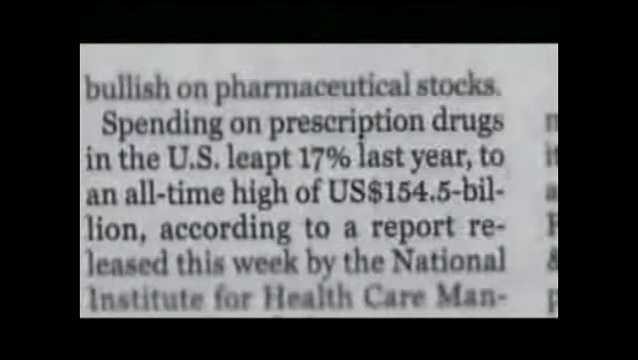 bullish on pharmaceutical stocks.
Spending on prescription drugs
in the U.S. leapt 17% last year, to
an all-time high of US$154.5-bil-
lion, according to a report re-
leased this week by the National
Institute for Health Care Man-